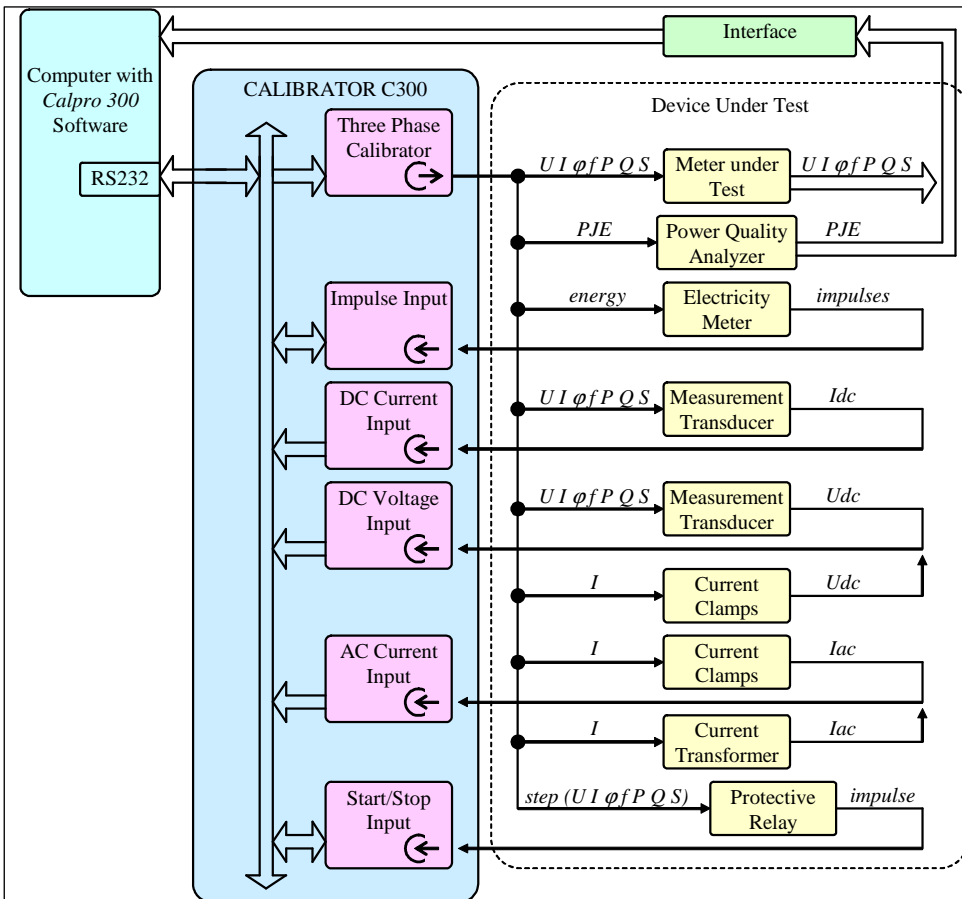 Interface
Computer with
Calpro 300
Software
RS232
CALIBRATOR C300
Three Phase
Calibrator
Device Under Test
U I φ f P Q S
Meter under
Test
U I φ f P Q S
PJE
Power Quality
Analyzer
PJE
Impulse Input
energy
Electricity
Meter
impulses
DC Current
Input
U I φ f P Q S
Measurement
Transducer
Idc
DC Voltage
Input
U I φ f P Q S
Measurement
Transducer
Udc
I
Current
Clamps
Udc
AC Current
Input
I
Current
Clamps
Iac
I
Current
Transformer
Iac
Start/Stop
Input
step (U I φ f P Q S)
Protective
Relay
impulse